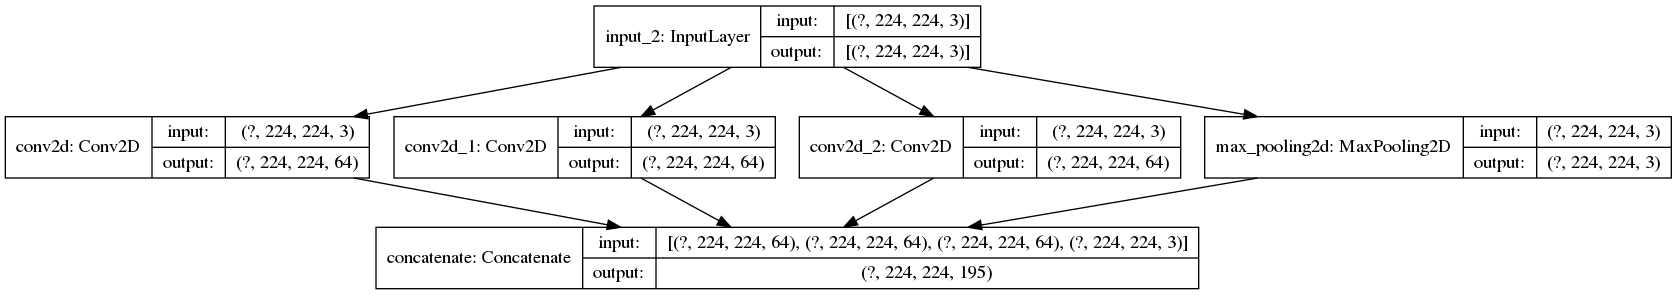 input_2: InputLayer
input: [(?, 224, 224, 3)]
output: [(?, 224, 224, 3)]
conv2d: Conv2D
input: (?, 224, 224, 3)
output: (?, 224, 224, 64)
conv2d_1: Conv2D
input: (?, 224, 224, 3)
output: (?, 224, 224, 64)
conv2d_2: Conv2D
input: (?, 224, 224, 3)
output: (?, 224, 224, 64)
max_pooling2d: MaxPooling2D
input: (?, 224, 224, 3)
output: (?, 224, 224, 3)
concatenate: Concatenate
input: [(?, 224, 224, 64), (?, 224, 224, 64), (?, 224, 224, 64), (?, 224, 224, 3)]
output: (?, 224, 224, 195)